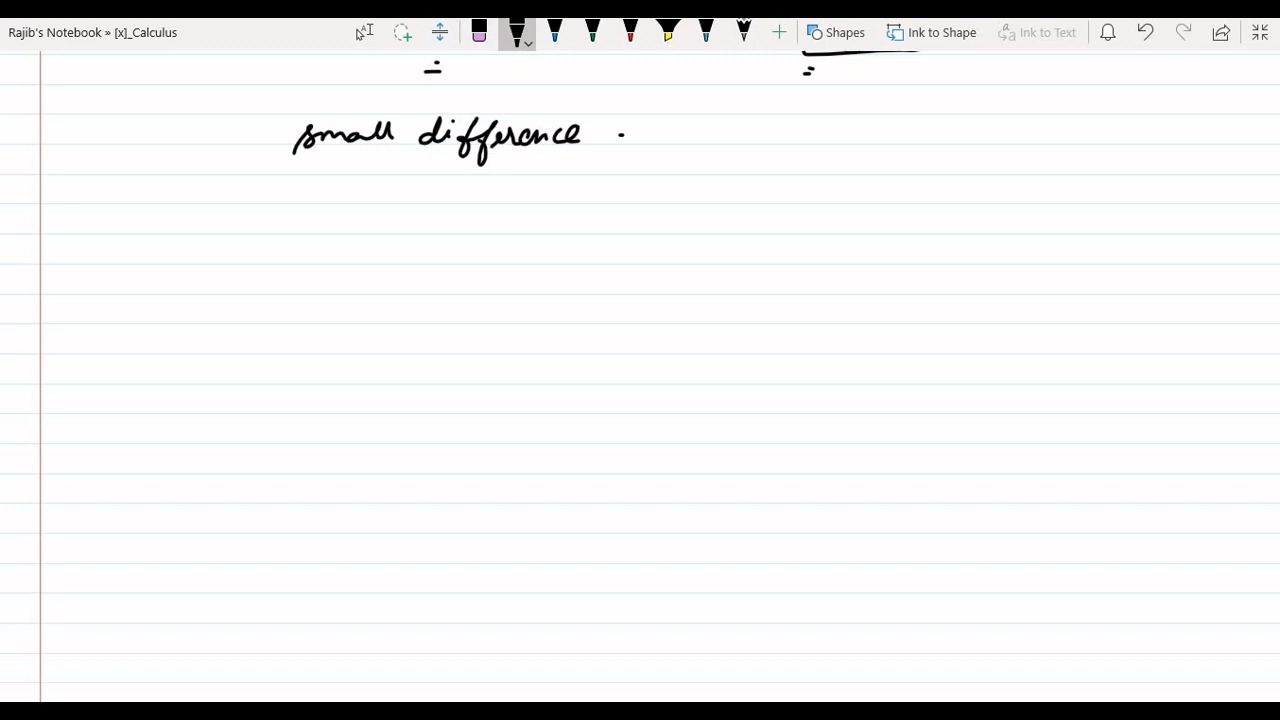 Rajib's Notebook » [x]_Calculus
Shapes
Ink to Shape
Ink to Text
small difference .